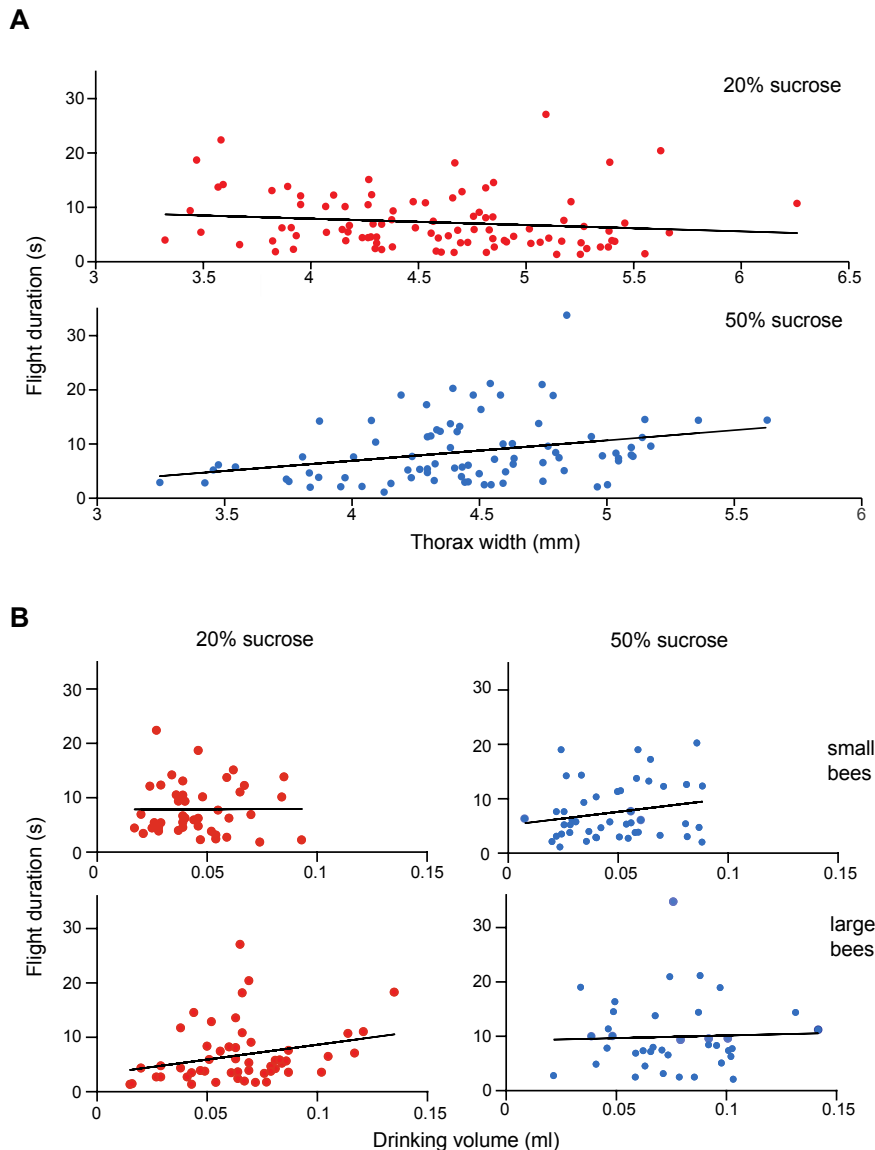 A
20% sucrose
30
20
10
0
3 3.5 4 4.5 5 5.5 6 6.5
50% sucrose
30
20
10
0
3 3.5 4 4.5 5 5.5 6
Flight duration (s)
Thorax width (mm)
B
20% sucrose
50% sucrose
30
20
10
0
0 0.05 0.1 0.15
30
20
10
0
0 0.05 0.1 0.15
small
bees
30
20
10
0
0 0.05 0.1 0.15
30
20
10
0
0 0.05 0.1 0.15
large
bees
Flight duration (s)
Drinking volume (ml)